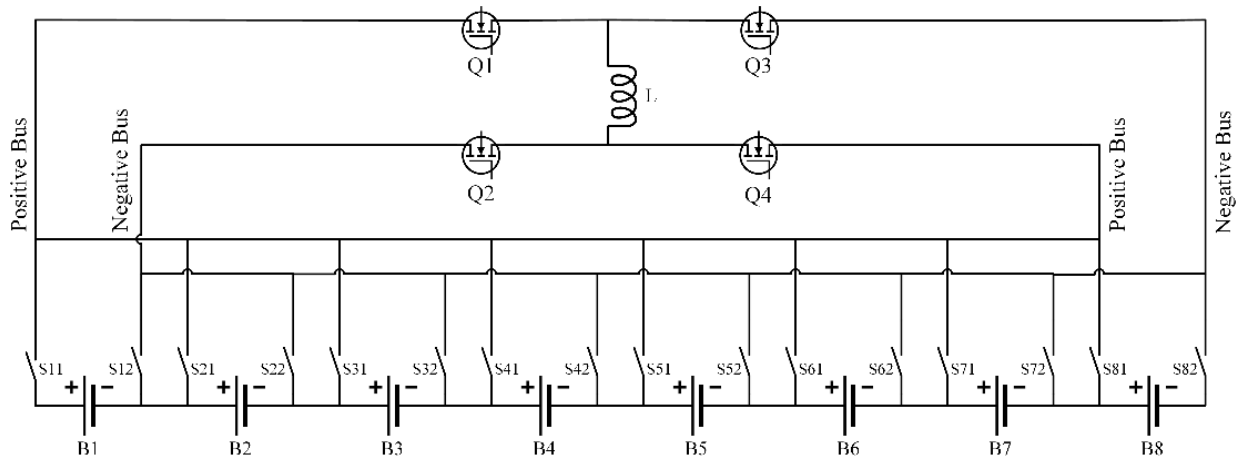 Q1
Q3
L
Q2
Q4
Positive Bus
Negative Bus
Positive Bus
Negative Bus
S11
S12
S21
S22
S31
S32
S41
S42
S51
S52
S61
S62
S71
S72
S81
S82
+ −
+ −
+ −
+ −
+ −
+ −
+ −
+ −
B1
B2
B3
B4
B5
B6
B7
B8